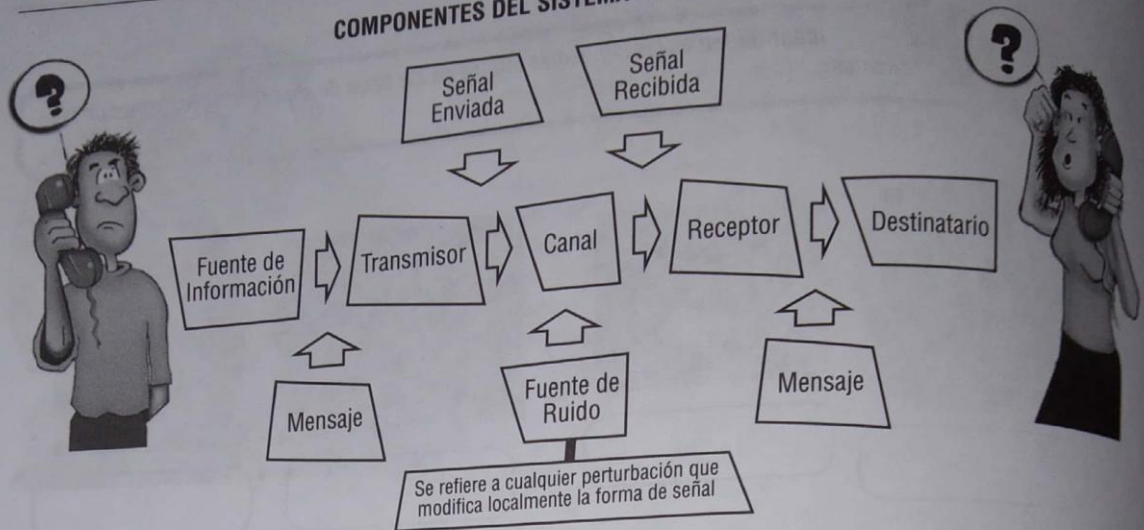 COMPONENTES DEL
?
?
Señal
Enviada
Señal
Recibida
Fuente de
Información
Transmisor
Canal
Receptor
Destinatario
Mensaje
Fuente de
Ruido
Mensaje
Se refiere a cualquier perturbación que
modifica localmente la forma de señal